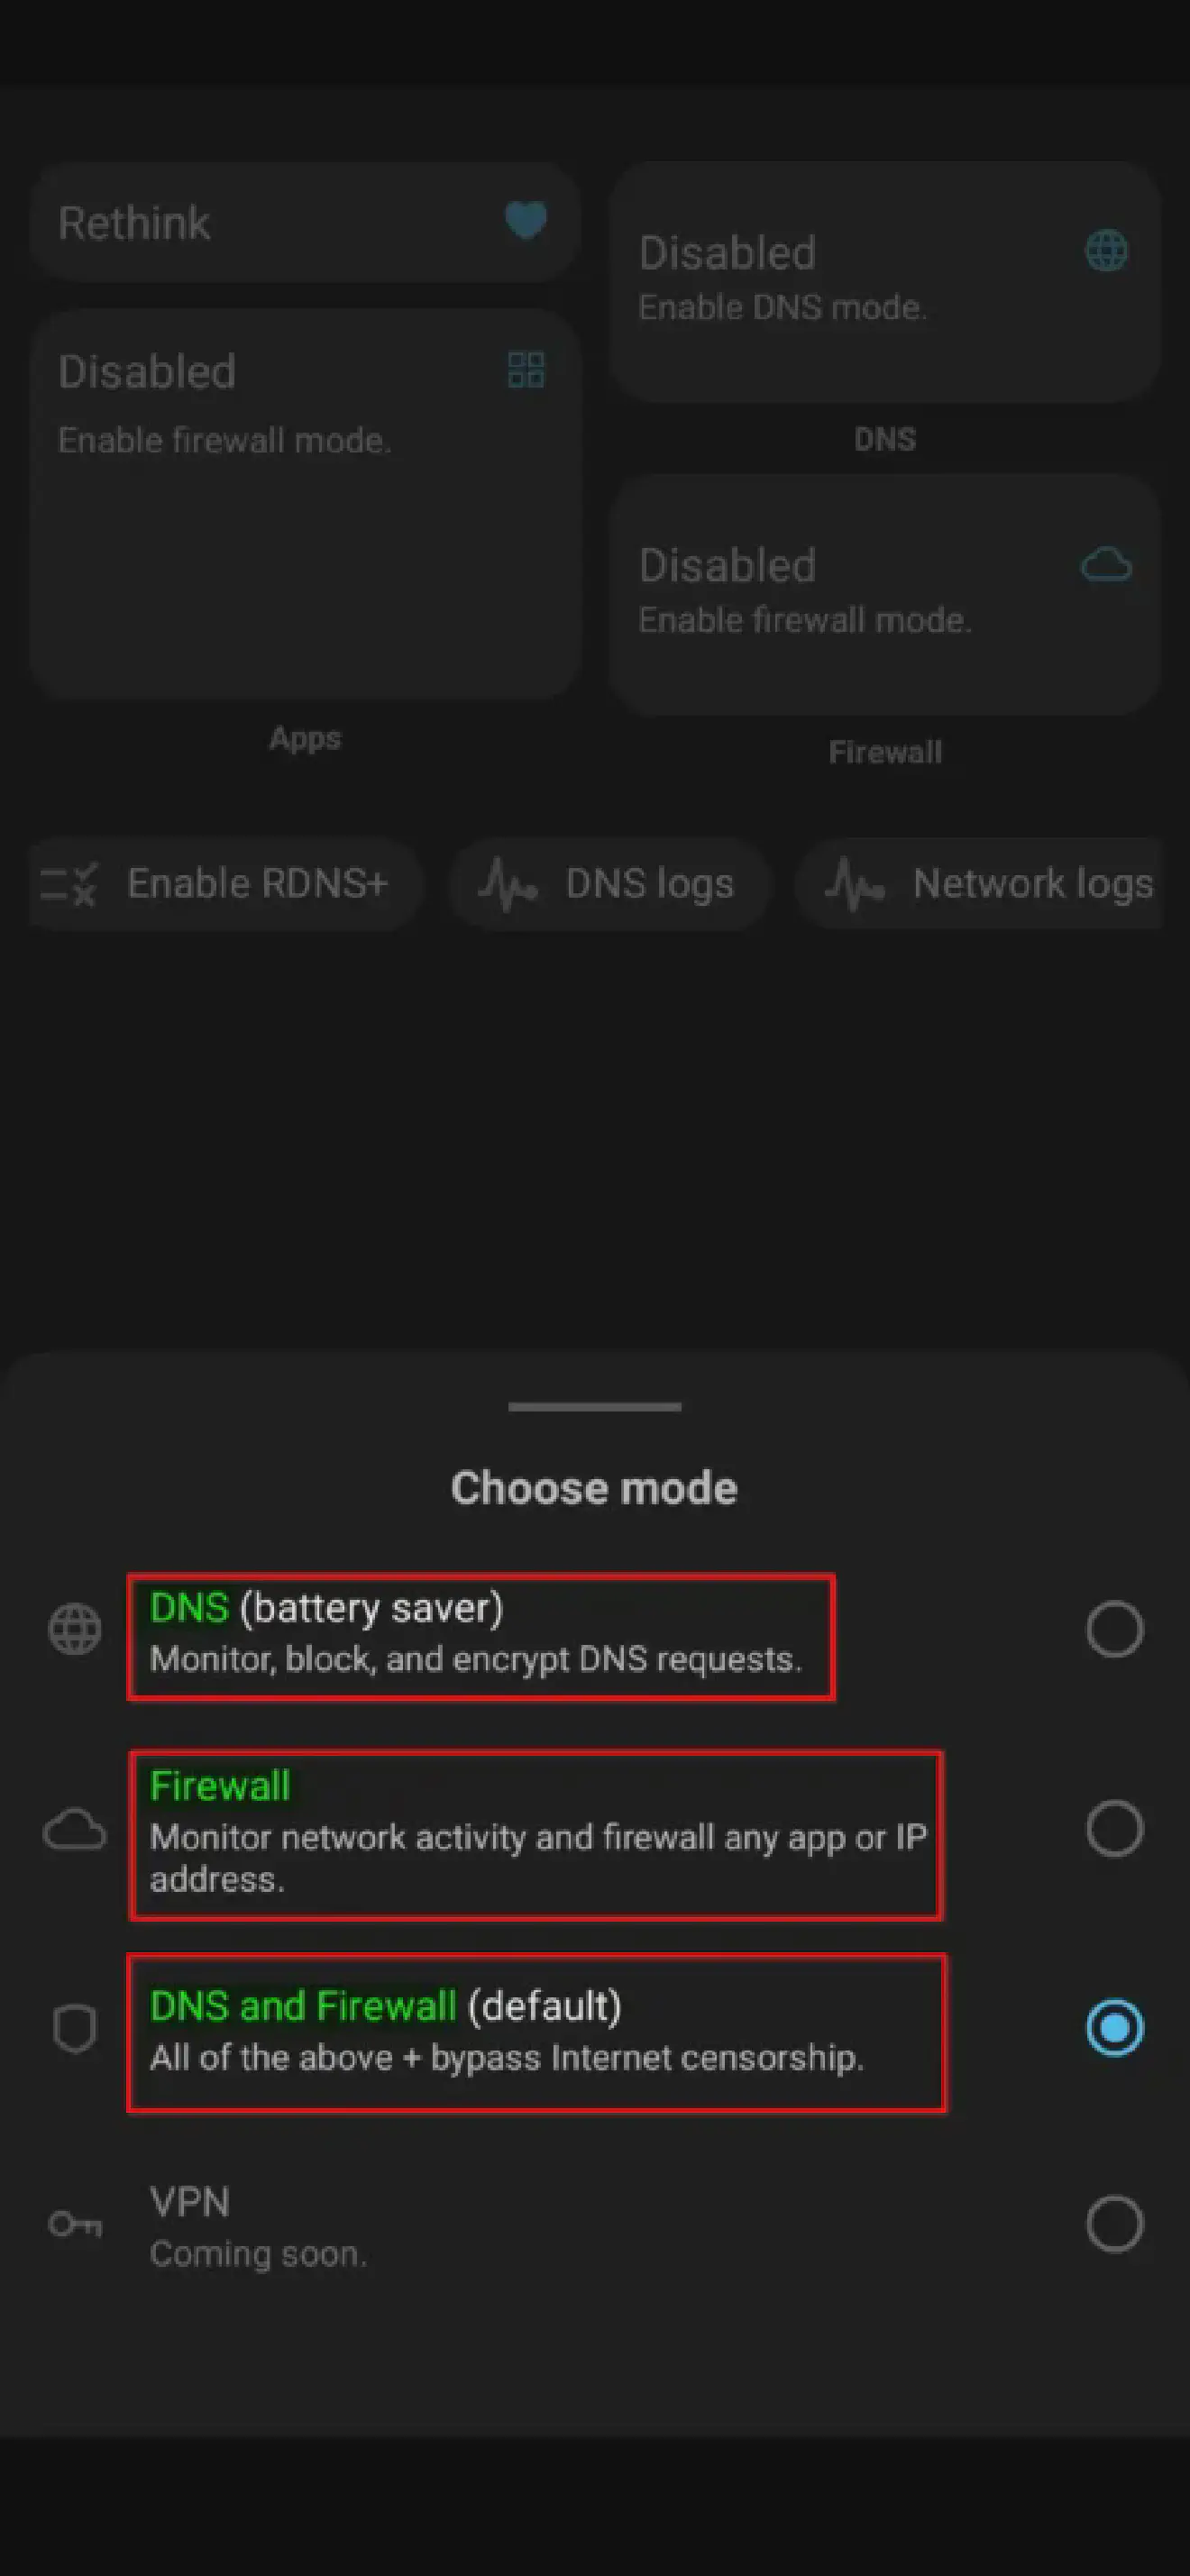 Rethink
Disabled
Enable firewall mode.
Apps
Disabled
Enable DNS mode.
DNS
Disabled
Enable firewall mode.
Firewall
Enable RDNS+
DNS logs
Network logs
Choose mode
DNS (battery saver)
Monitor, block, and encrypt DNS requests.
Firewall
Monitor network activity and firewall any app or IP
address.
DNS and Firewall (default)
All of the above + bypass Internet censorship.
VPN
Coming soon.